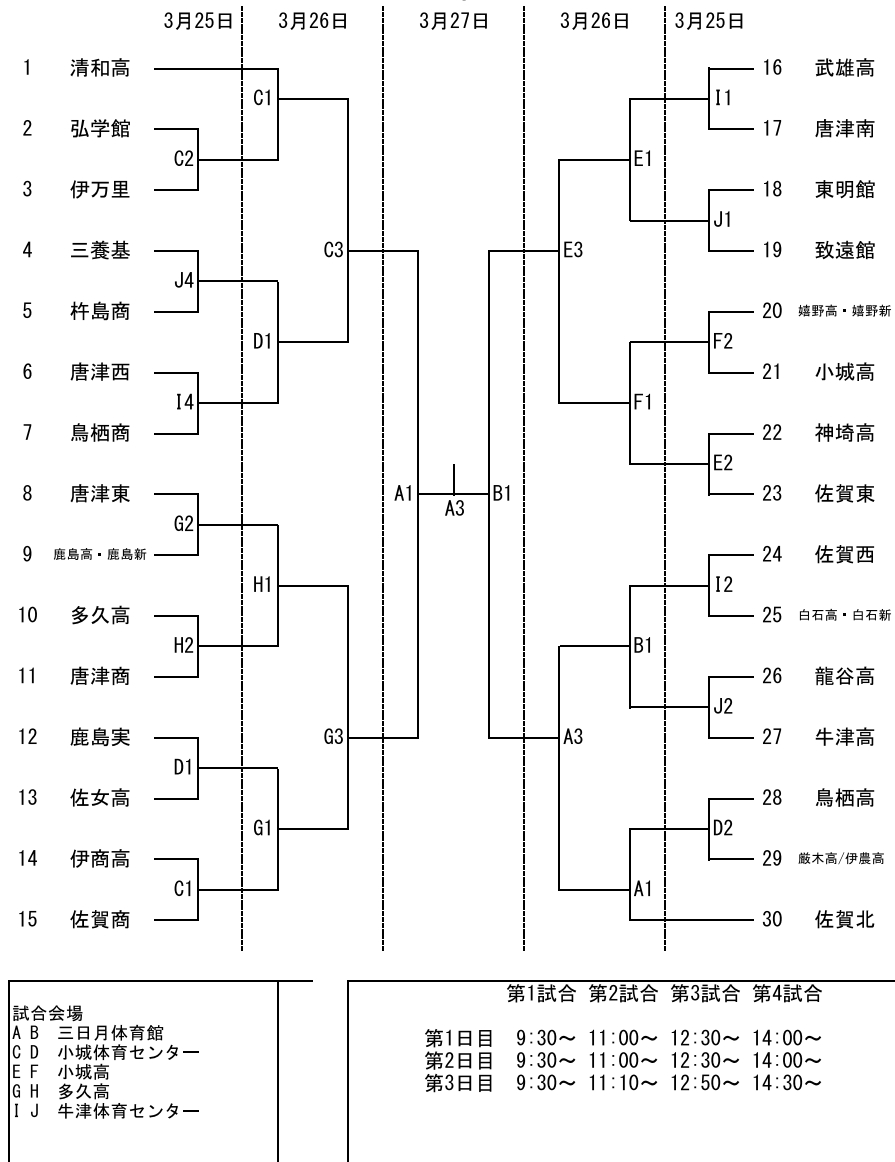 3月25日 3月26日 3月27日 3月26日 3月25日
1 清和高 16 武雄高
C1 I1
2 弘学館 17 唐津南
C2 E1
3 伊万里 18 東明館
J1
4 三養基 C3 E3 19 致遠館
J4
5 杵島商 20 嬉野高・嬉野新
D1 F2
6 唐津西 21 小城高
I4 F1
7 鳥栖商 22 神埼高
E2
8 唐津東 A1 B1 23 佐賀東
A3
G2
9 鹿島高・鹿島新 24 佐賀西
H1 I2
10 多久高 25 白石高・白石新
H2 B1
11 唐津商 26 龍谷高
J2
12 鹿島実 G3 A3 27 牛津高
D1
13 佐女高 28 鳥栖高
G1 D2
14 伊商高 29 厳木高/伊農高
C1 A1
15 佐賀商 30 佐賀北
試合会場
A B 三日月体育館
C D 小城体育センター
E F 小城高
G H 多久高
I J 牛津体育センター
第1試合 第2試合 第3試合 第4試合
第1日目 9:30～ 11:00～ 12:30～ 14:00～
第2日目 9:30～ 11:00～ 12:30～ 14:00～
第3日目 9:30～ 11:10～ 12:50～ 14:30～